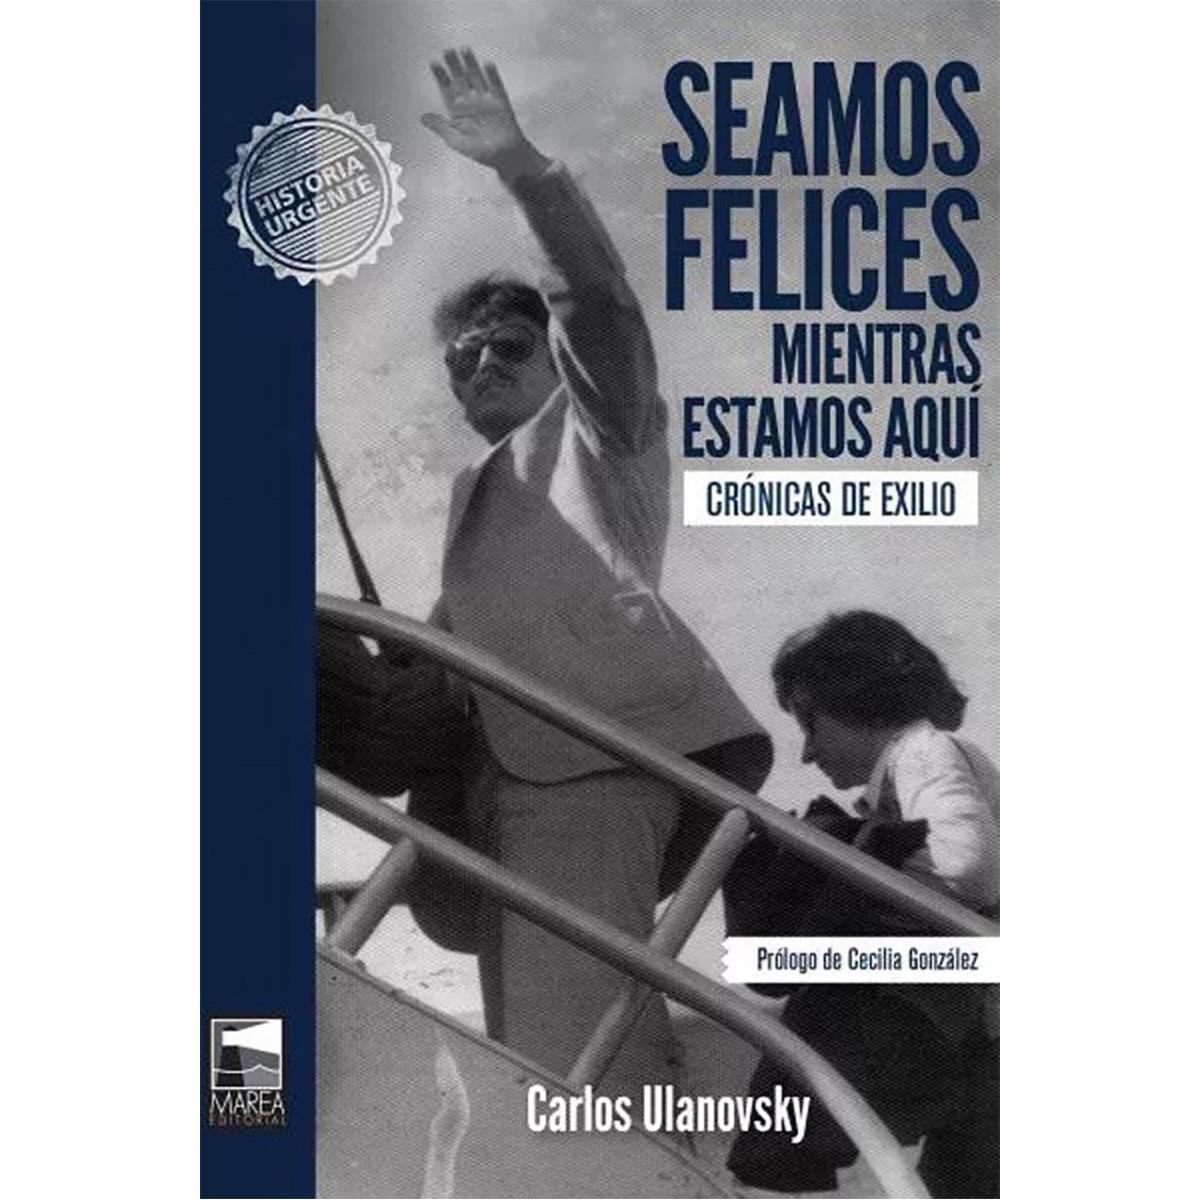 SEAMOS
FELICES
MIENTRAS
ESTAMOS AQUÍ
CRÓNICAS DE EXILIO
HISTORIA
URGENTE
Prólogo de Cecilia González
Carlos Ulanovsky
MAREA
EDITORIAL